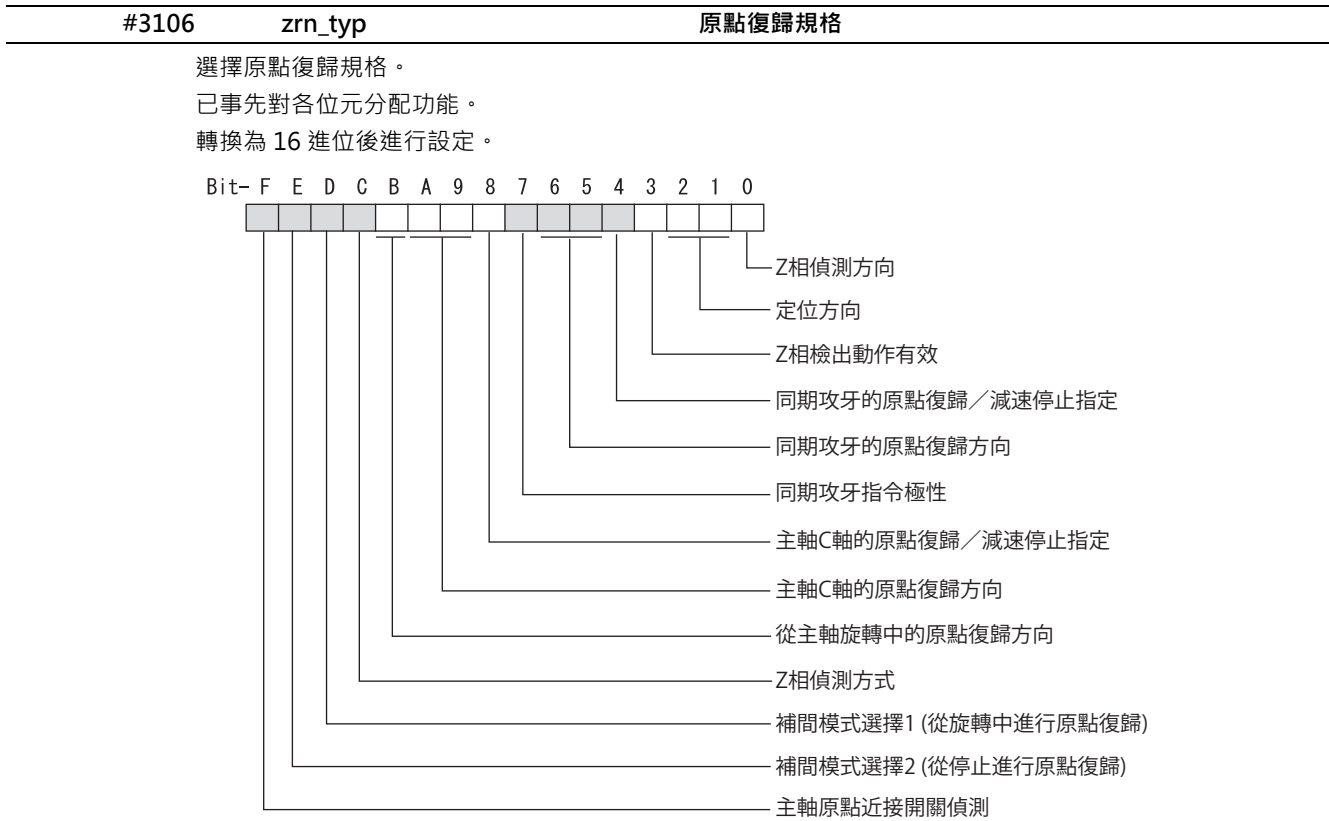 #3106 zrn_typ 原點復歸規格
選擇原點復歸規格。
已事先對各位元分配功能。
轉換為 16 進位後進行設定。
Bit- F E D C B A 9 8 7 6 5 4 3 2 1 0
Z相偵測方向
定位方向
Z相檢出動作有效
同期攻牙的原點復歸／減速停止指定
同期攻牙的原點復歸方向
同期攻牙指令極性
主軸C軸的原點復歸／減速停止指定
主軸C軸的原點復歸方向
從主軸旋轉中的原點復歸方向
Z相偵測方式
補間模式選擇1 (從旋轉中進行原點復歸)
補間模式選擇2 (從停止進行原點復歸)
主軸原點近接開關偵測